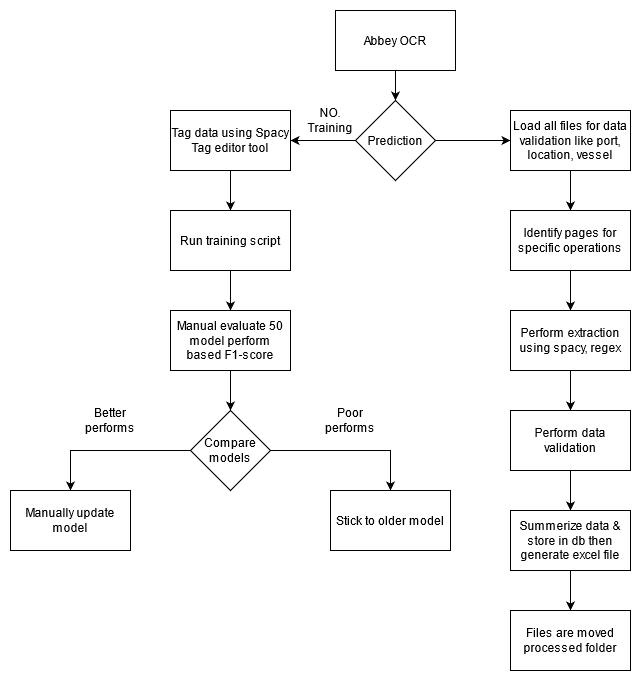 Abbey OCR
NO.
Training
Prediction
Tag data using Spacy
Tag editor tool
Load all files for data
validation like port,
location, vessel
Run training script
Identify pages for
specific operations
Manual evaluate 50
model perform
based F1-score
Perform extraction
using spacy, regex
Better
performs
Poor
performs
Compare
models
Perform data
validation
Manually update
model
Stick to older model
Summerize data &
store in db then
generate excel file
Files are moved
processed folder